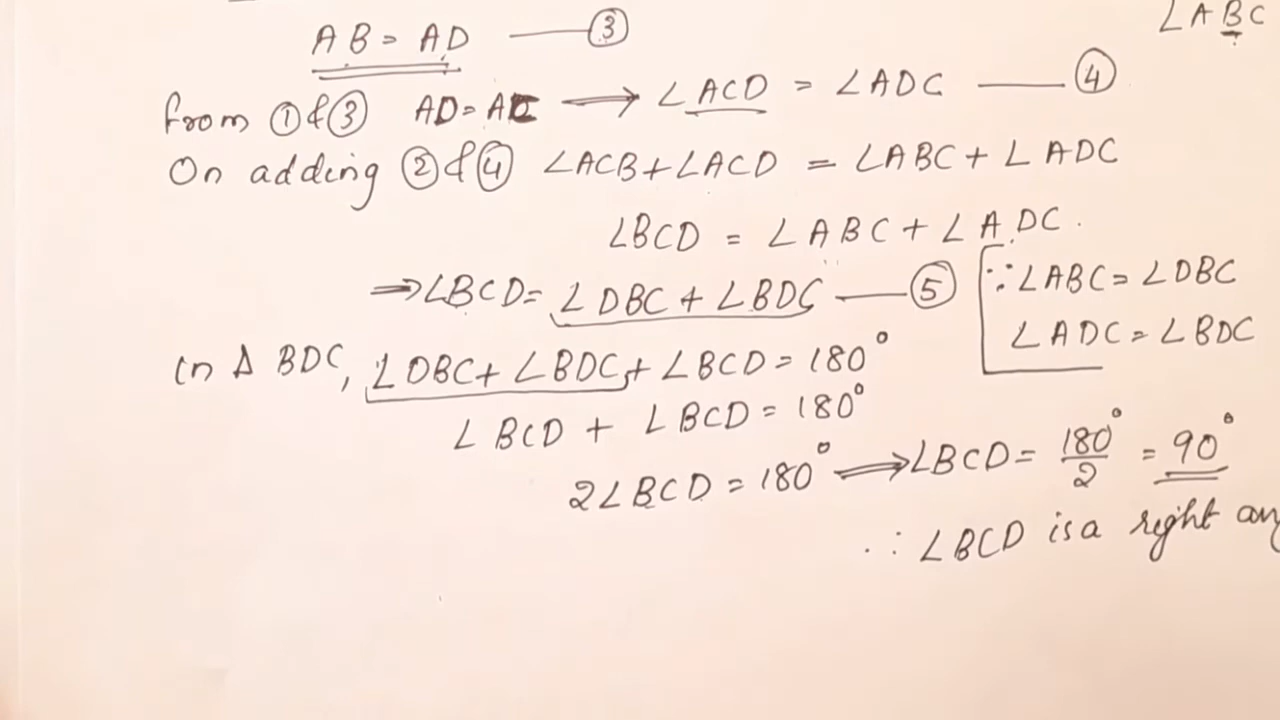 ∠ABC
AB = AD —— ③
from ① & ③ AD = AC ⟹ ∠ACD = ∠ADC —— ④
On adding ② & ④ ∠ACB + ∠ACD = ∠ABC + ∠ADC
∠BCD = ∠ABC + ∠ADC.
⟹ ∠BCD = ∠DBC + ∠BDC —— ⑤
∵ ∠ABC = ∠DBC
∠ADC = ∠BDC
In Δ BDC, ∠DBC + ∠BDC + ∠BCD = 180°
∠BCD + ∠BCD = 180°
2∠BCD = 180° ⟹ ∠BCD = 180°/2 = 90°
∴ ∠BCD is a right ang